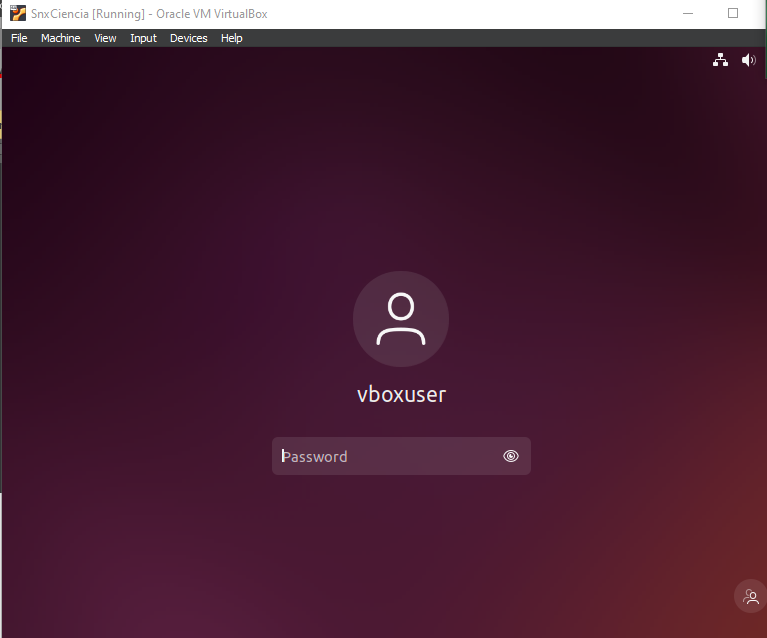 SnxCiencia [Running] - Oracle VM VirtualBox
File Machine View Input Devices Help
vboxuser
Password